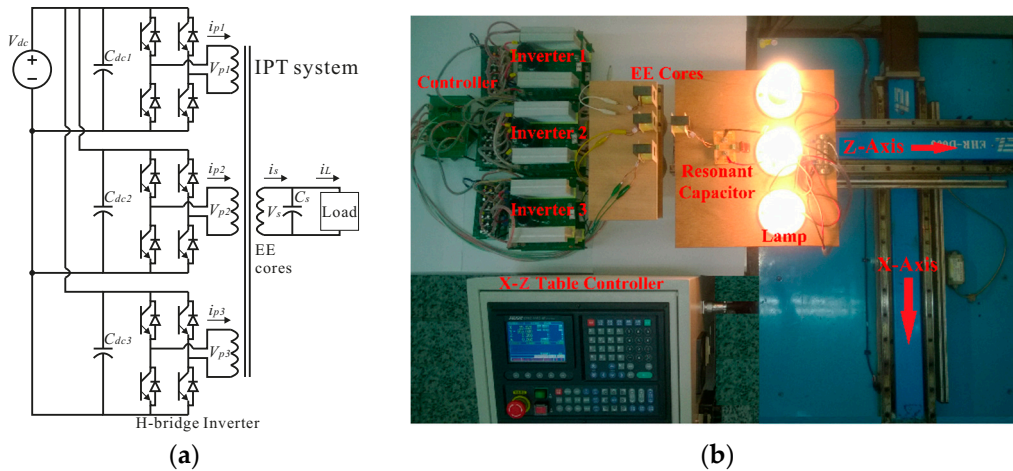 V_dc
C_dc1
i_p1
V_p1
IPT system
C_dc2
i_p2
V_p2
i_s
i_L
V_s
C_s
Load
EE
cores
C_dc3
i_p3
V_p3
H-bridge Inverter
(a)
Inverter 1
Controller
EE Cores
Inverter 2
Z-Axis
Resonant
Capacitor
Inverter 3
Lamp
X-Axis
X-Z Table Controller
(b)